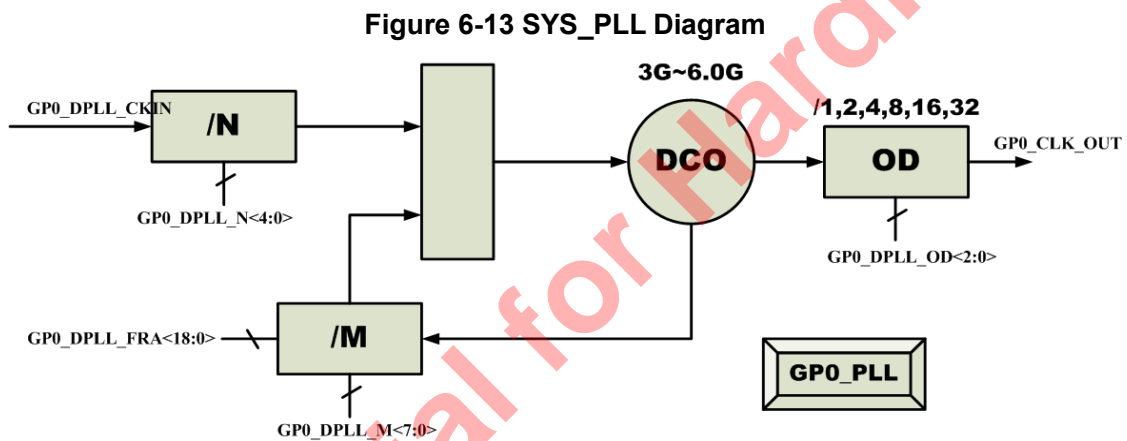 Figure 6-13 SYS_PLL Diagram
3G~6.0G
GP0_DPLL_CKIN
/N
/1,2,4,8,16,32
DCO
OD
GP0_CLK_OUT
GP0_DPLL_N<4:0>
GP0_DPLL_OD<2:0>
GP0_DPLL_FRA<18:0>
/M
GP0_PLL
GP0_DPLL_M<7:0>